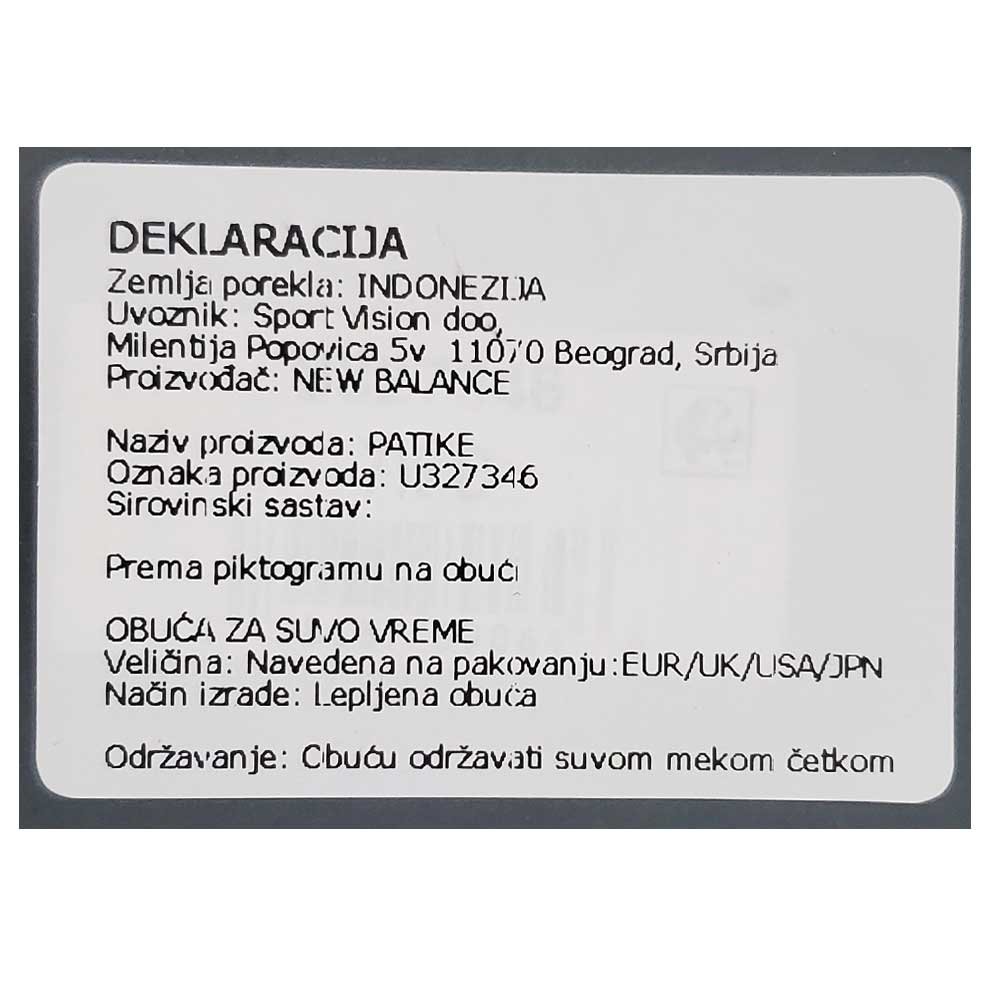 DEKLARACIJA
Zemlja porekla: INDONEZIJA
Uvoznik: Sport Vision doo,
Milentija Popovica 5v 11070 Beograd, Srbija
Proizvođač: NEW BALANCE
Naziv proizvoda: PATIKE
Oznaka proizvoda: U327346
Sirovinski sastav:
Prema piktogramu na obući
OBUĆA ZA SUVO VREME
Veličina: Navedena na pakovanju:EUR/UK/USA/JPN
Način izrade: Lepljena obuća
Održavanje: Obuću održavati suvom mekom četkom